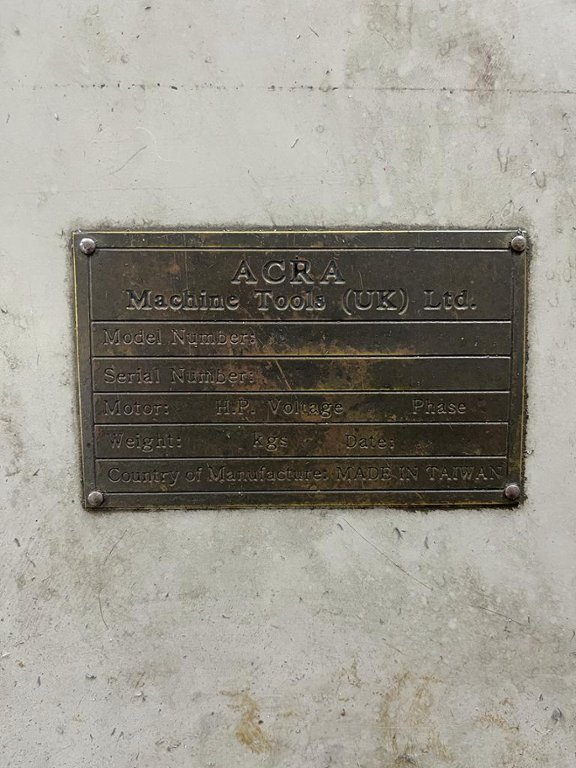 ACRA
Machine Tools (UK) Ltd.
Model Number:
Serial Number:
Motor: H.P. Voltage Phase
Weight: kgs Date:
Country of Manufacture: MADE IN TAIWAN